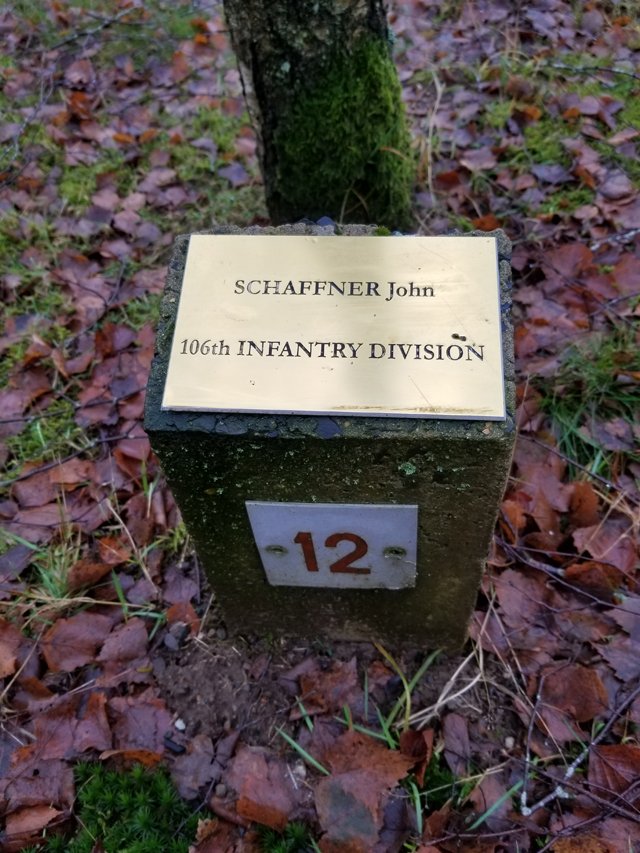 SCHAFFNER John
106th INFANTRY DIVISION
12